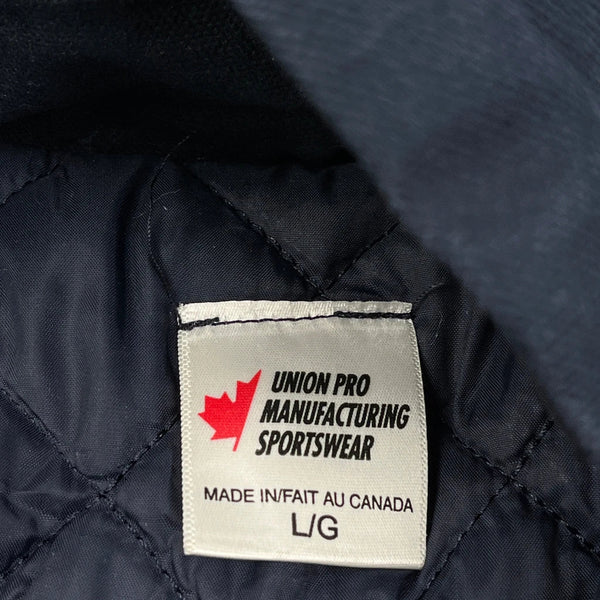 UNION PRO
MANUFACTURING
SPORTSWEAR
MADE IN/FAIT AU CANADA
L/G